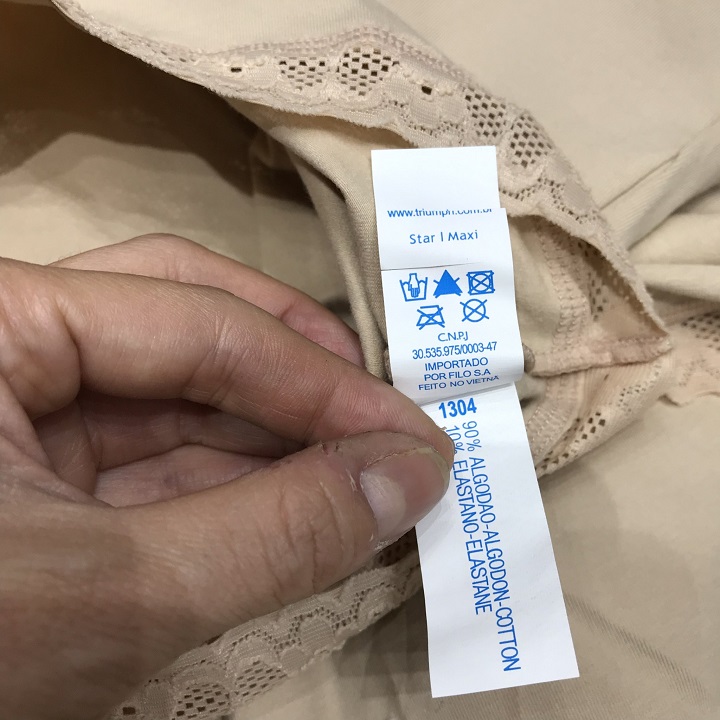 www.triumph.com.br
Star | Maxi
C.N.P.J
30.535.975/0003-47
IMPORTADO
POR FILO S.A
FEITO NO VIETNA
1304
90% ALGODAO-ALGODON-COTTON
10% ELASTANO-ELASTANE